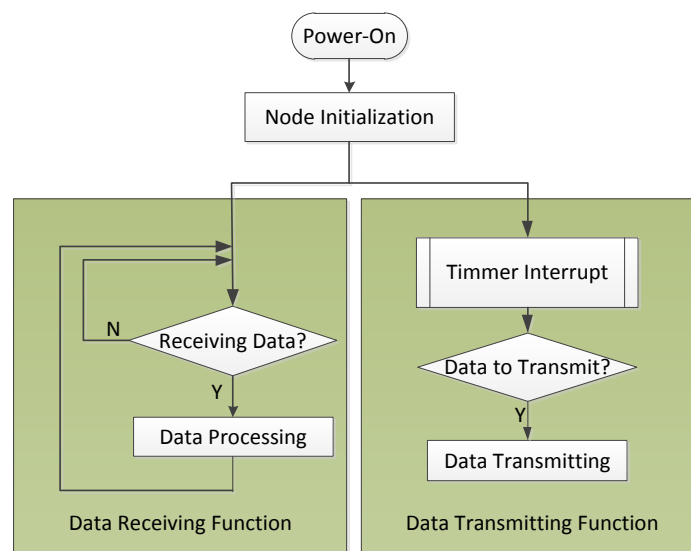 Power-On
Node Initialization
N
Receiving Data?
Y
Data Processing
Data Receiving Function
Timmer Interrupt
Data to Transmit?
Y
Data Transmitting
Data Transmitting Function